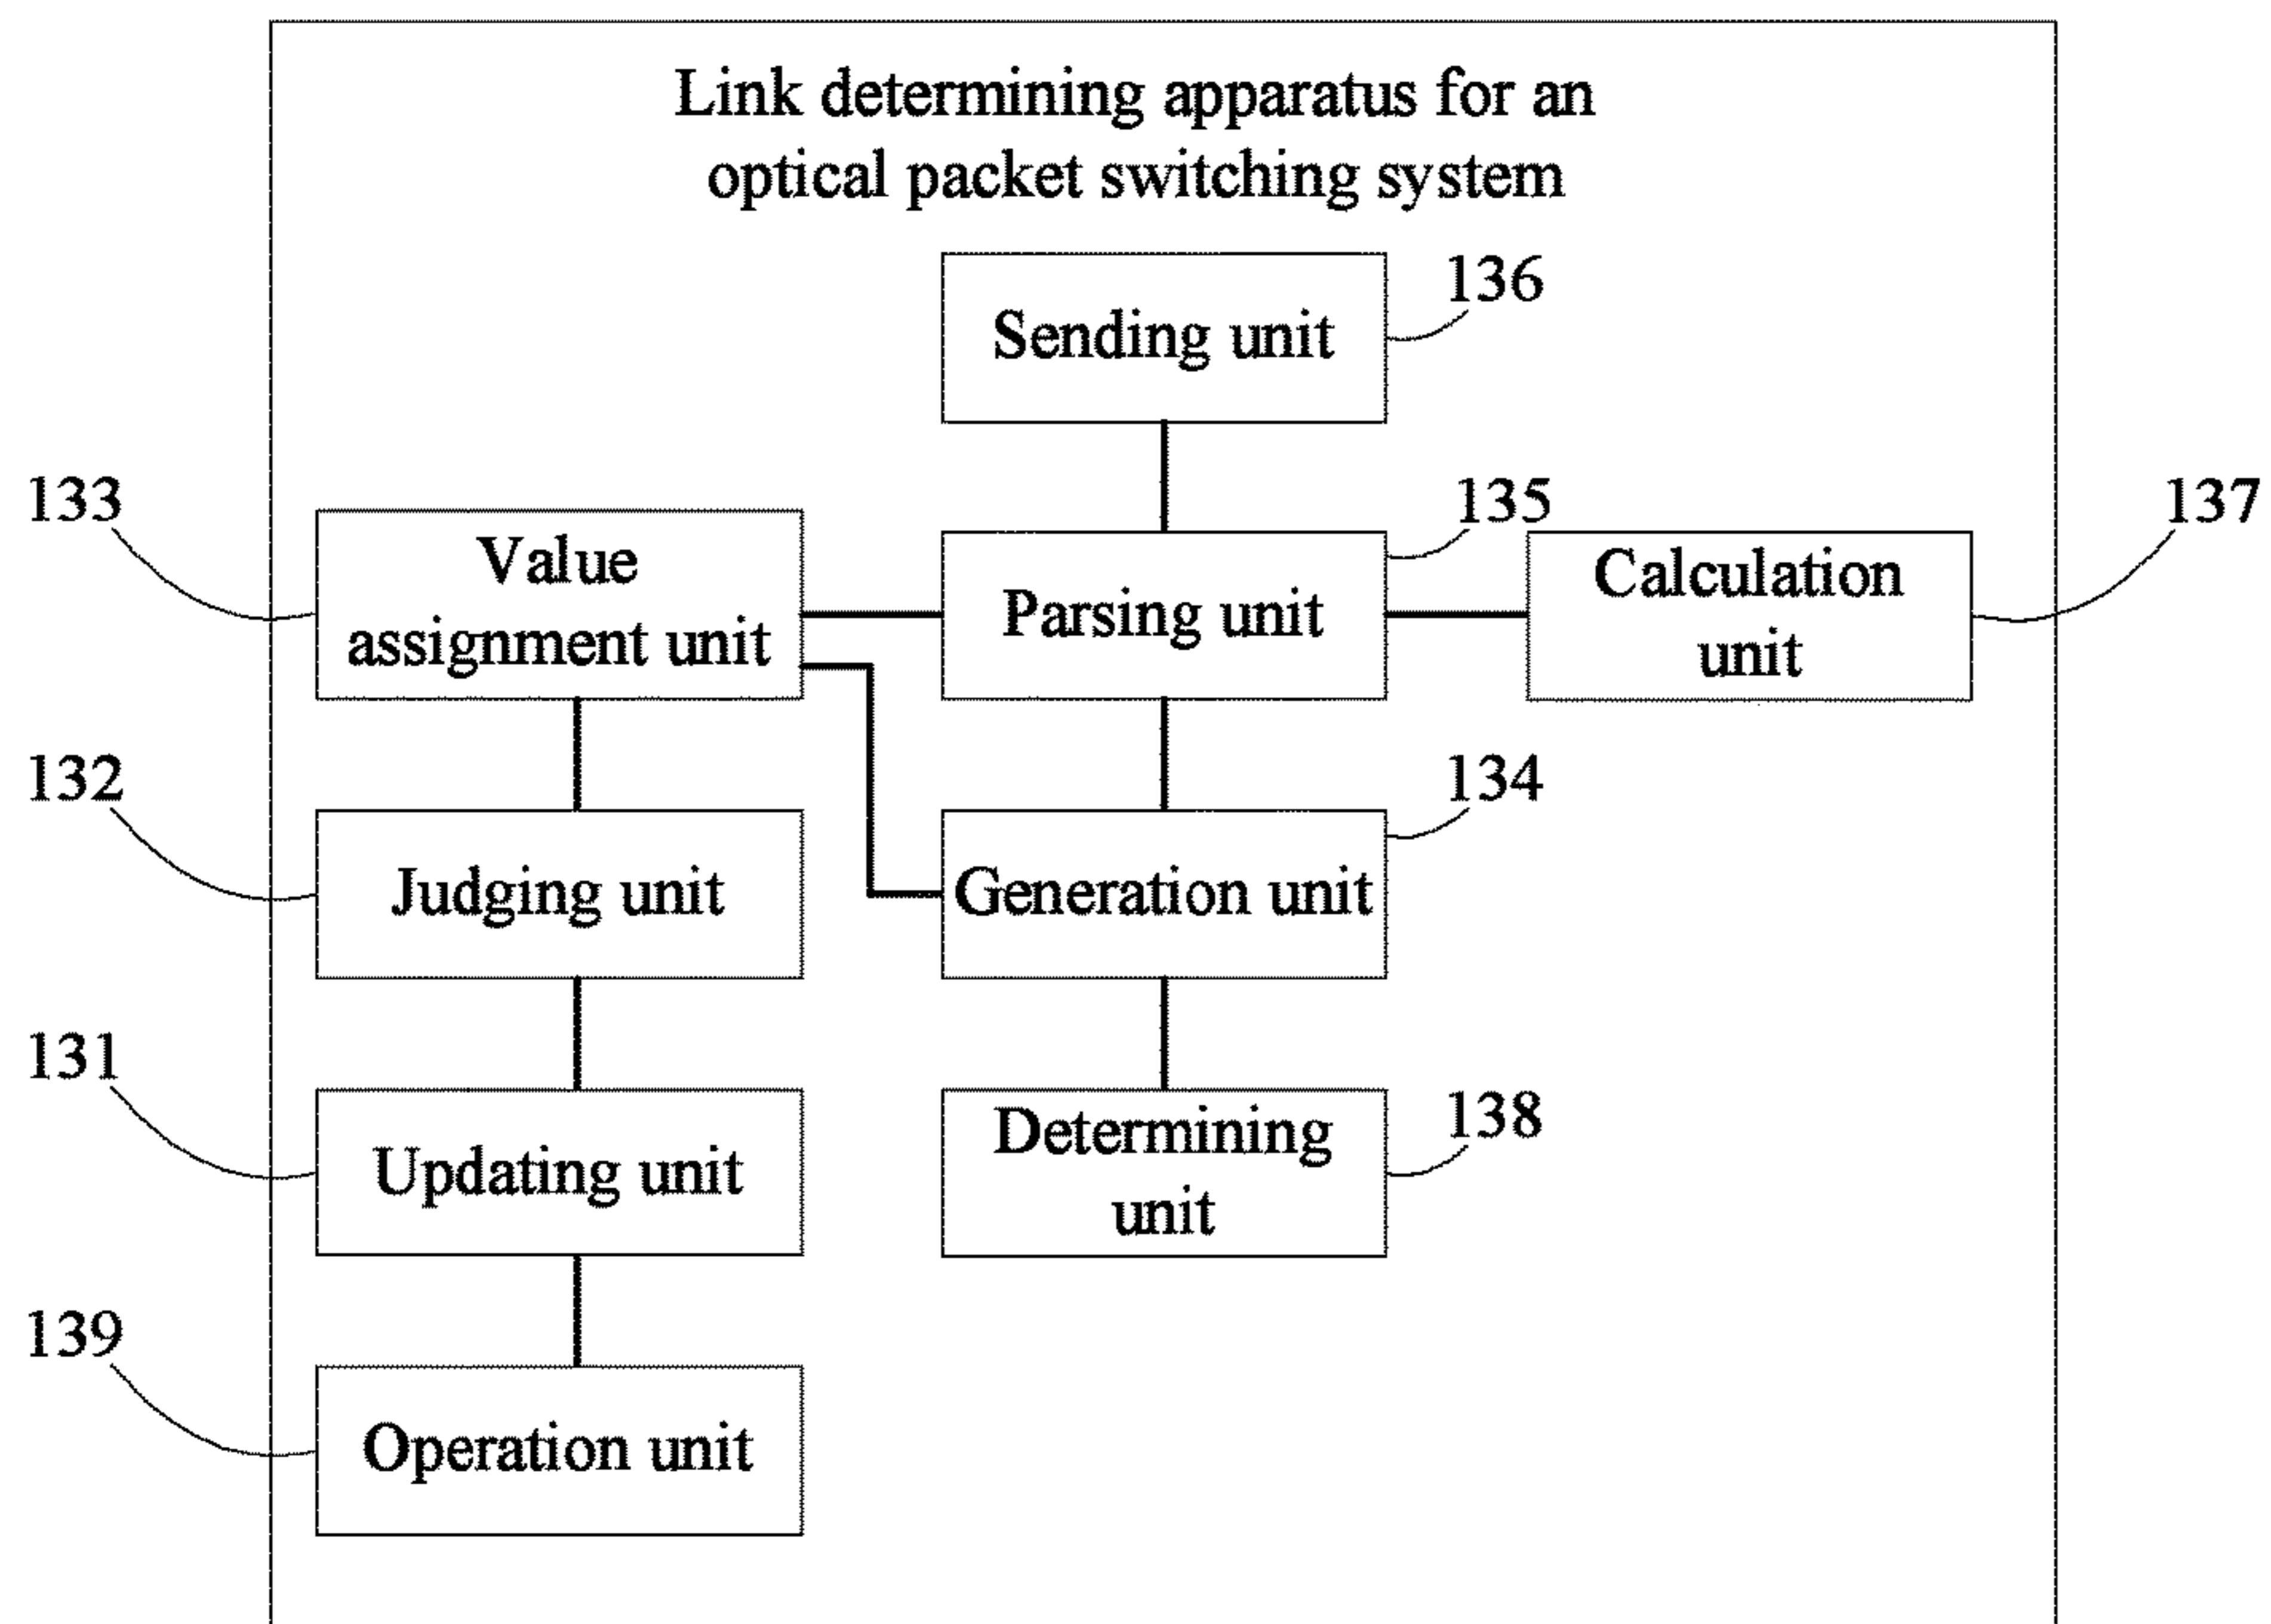 Link determining apparatus for an
optical packet switching system
136
Sending unit
133
135
137
Value
assignment unit
Parsing unit
Calculation
unit
132
134
Judging unit
Generation unit
131
138
Updating unit
Determining
unit
139
Operation unit